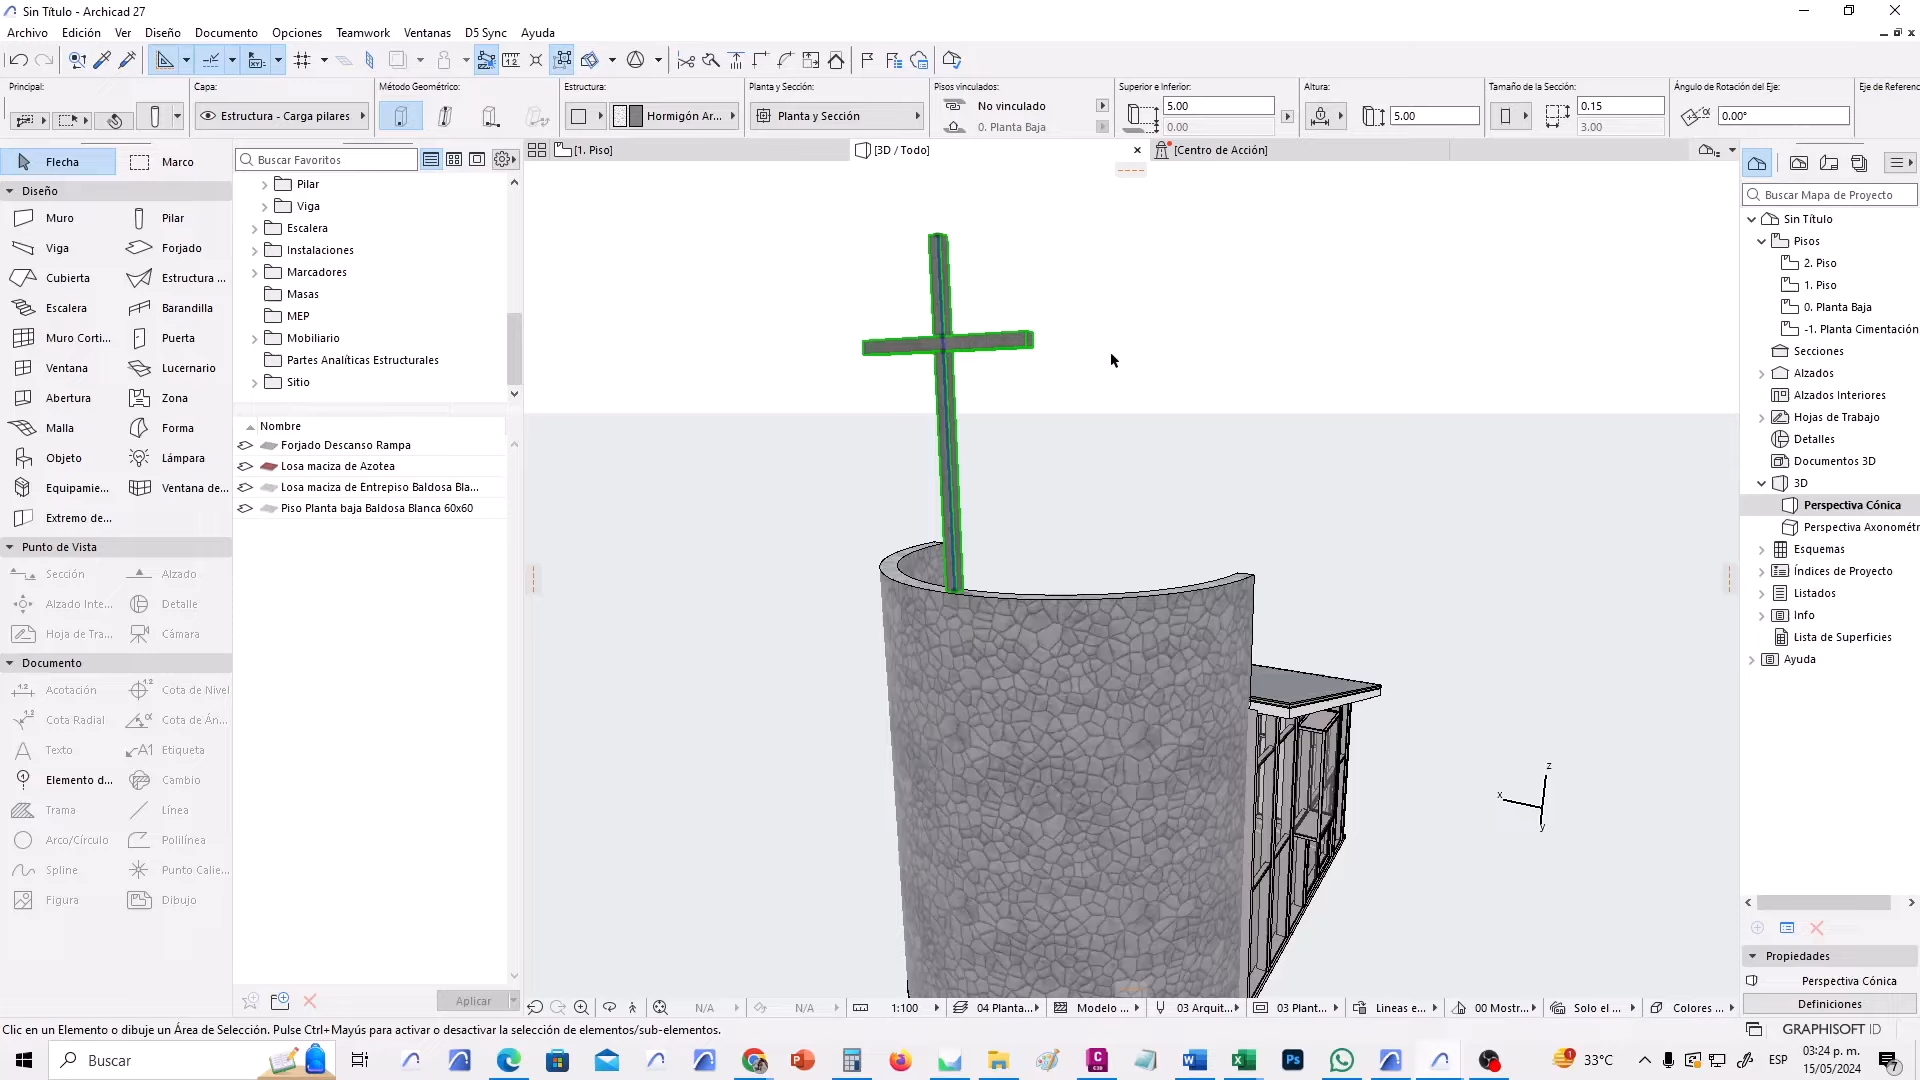 Sin Título - Archicad 27
Archivo Edición Ver Diseño Documento Opciones Teamwork Ventanas D5 Sync Ayuda
Principal:
Capa:
Estructura - Carga pilares
Método Geométrico:
Estructura:
Hormigón Ar...
Planta y Sección:
Planta y Sección
Pisos vinculados:
No vinculado
0. Planta Baja
Superior e Inferior:
5.00
0.00
Altura:
5.00
Tamaño de la Sección:
0.15
3.00
Ángulo de Rotación del Eje:
0.00°
Eje de Referenc
Flecha Marco
Diseño
Muro Pilar
Viga Forjado
Cubierta Estructura ...
Escalera Barandilla
Muro Corti... Puerta
Ventana Lucernario
Abertura Zona
Malla Forma
Objeto Lámpara
Equipamie... Ventana de...
Extremo de...
Punto de Vista
Sección Alzado
Alzado Inte... Detalle
Hoja de Tra... Cámara
Documento
Acotación Cota de Nivel
Cota Radial Cota de Án...
Texto Etiqueta
Elemento d... Cambio
Trama Línea
Arco/Círculo Polilínea
Spline Punto Calie...
Figura Dibujo
Buscar Favoritos
Pilar
Viga
Escalera
Instalaciones
Marcadores
Masas
MEP
Mobiliario
Partes Analíticas Estructurales
Sitio
Nombre
Forjado Descanso Rampa
Losa maciza de Azotea
Losa maciza de Entrepiso Baldosa Bla...
Piso Planta baja Baldosa Blanca 60x60
Aplicar
[1. Piso]
[3D / Todo]
[Centro de Acción]
z
x
y
N/A N/A 1:100 04 Planta... Modelo ... 03 Arquit... 03 Plant... Lineas e... 00 Mostr... Solo el ... Colores ...
Buscar Mapa de Proyecto
Sin Título
Pisos
2. Piso
1. Piso
0. Planta Baja
-1. Planta Cimentación
Secciones
Alzados
Alzados Interiores
Hojas de Trabajo
Detalles
Documentos 3D
3D
Perspectiva Cónica
Perspectiva Axonométr
Esquemas
Índices de Proyecto
Listados
Info
Lista de Superficies
Ayuda
Propiedades
Perspectiva Cónica
Definiciones
Clic en un Elemento o dibuje un Área de Selección. Pulse Ctrl+Mayús para activar o desactivar la selección de elementos/sub-elementos.
GRAPHISOFT ID
Buscar
33°C
ESP
03:24 p. m.
15/05/2024
7